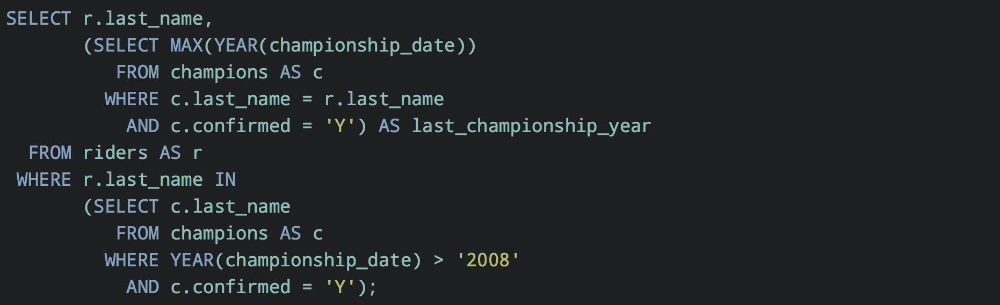 SELECT r.last_name,
       (SELECT MAX(YEAR(championship_date))
          FROM champions AS c
         WHERE c.last_name = r.last_name
           AND c.confirmed = 'Y') AS last_championship_year
  FROM riders AS r
 WHERE r.last_name IN
       (SELECT c.last_name
          FROM champions AS c
         WHERE YEAR(championship_date) > '2008'
           AND c.confirmed = 'Y');